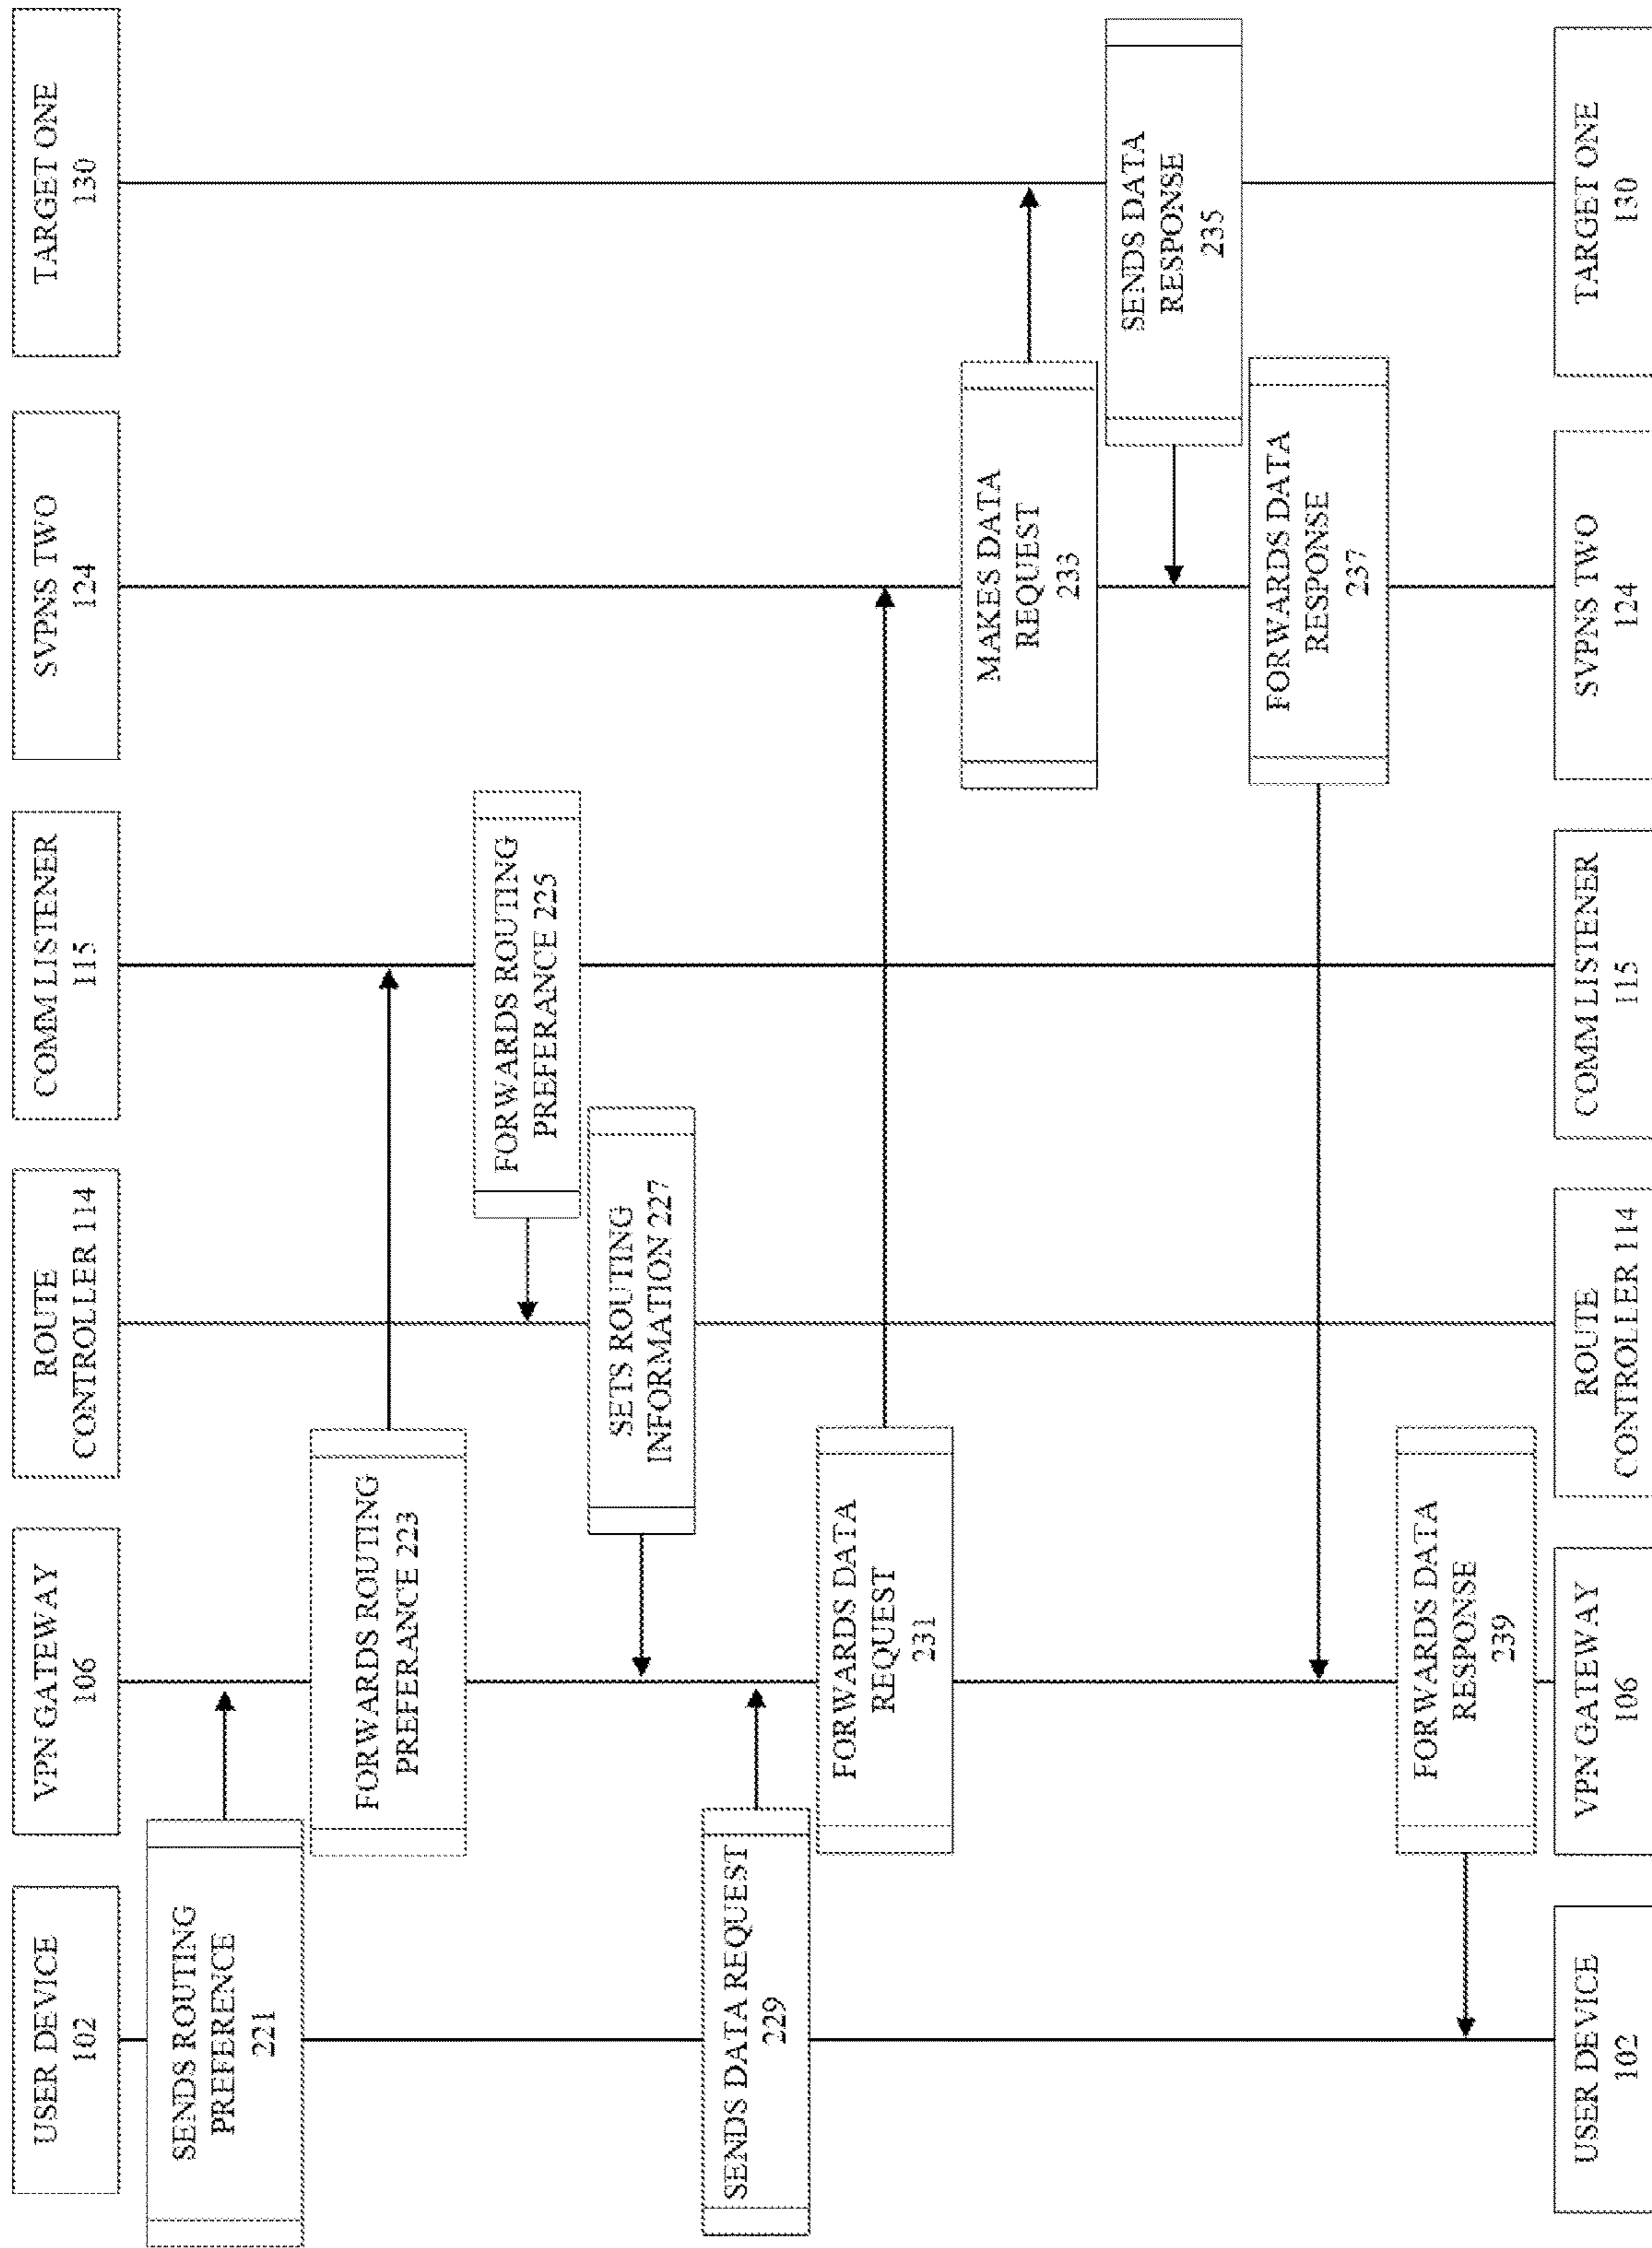 USER DEVICE
102
VPN GATEWAY
106
ROUTE
CONTROLLER 114
COMM LISTENER
115
SVPNS TWO
124
TARGET ONE
130
SENDS ROUTING
PREFERENCE
221
FORWARDS ROUTING
PREFERANCE 223
FORWARDS ROUTING
PREFERANCE 225
SETS ROUTING
INFORMATION 227
SENDS DATA REQUEST
229
FORWARDS DATA
REQUEST
231
MAKES DATA
REQUEST
233
SENDS DATA
RESPONSE
235
FORWARDS DATA
RESPONSE
237
FORWARDS DATA
RESPONSE
239
USER DEVICE
102
VPN GATEWAY
106
ROUTE
CONTROLLER 114
COMM LISTENER
115
SVPNS TWO
124
TARGET ONE
130